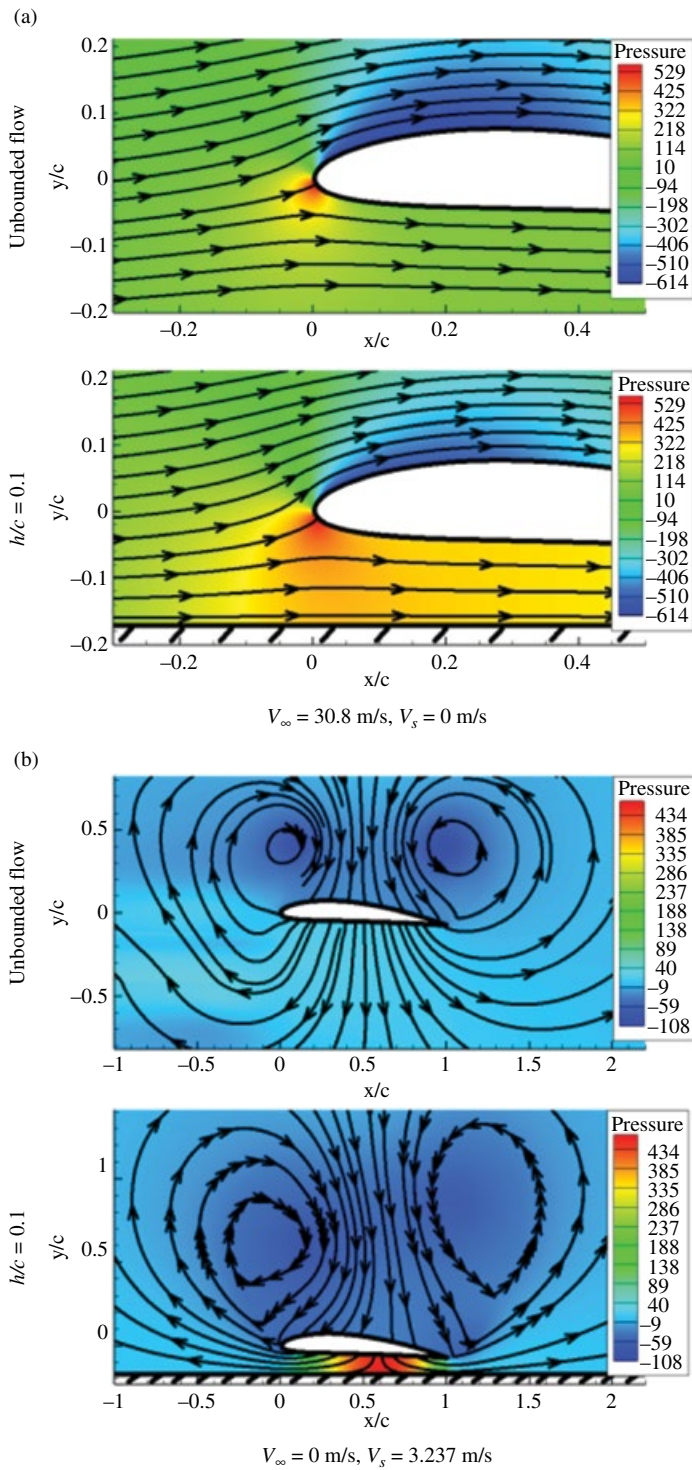 (a)
Unbounded flow
y/c
0.2
0.1
0
–0.1
–0.2
–0.2 0 0.2 0.4
x/c
Pressure
529
425
322
218
114
10
–94
–198
–302
–406
–510
–614
h/c = 0.1
y/c
0.2
0.1
0
–0.1
–0.2
–0.2 0 0.2 0.4
x/c
Pressure
529
425
322
218
114
10
–94
–198
–302
–406
–510
–614
V∞ = 30.8 m/s, Vs = 0 m/s
(b)
Unbounded flow
y/c
0.5
0
–0.5
–1 –0.5 0 0.5 1 1.5 2
x/c
Pressure
434
385
335
286
237
188
138
89
40
–9
–59
–108
h/c = 0.1
y/c
1
0.5
0
–1 –0.5 0 0.5 1 1.5 2
x/c
Pressure
434
385
335
286
237
188
138
89
40
–9
–59
–108
V∞ = 0 m/s, Vs = 3.237 m/s